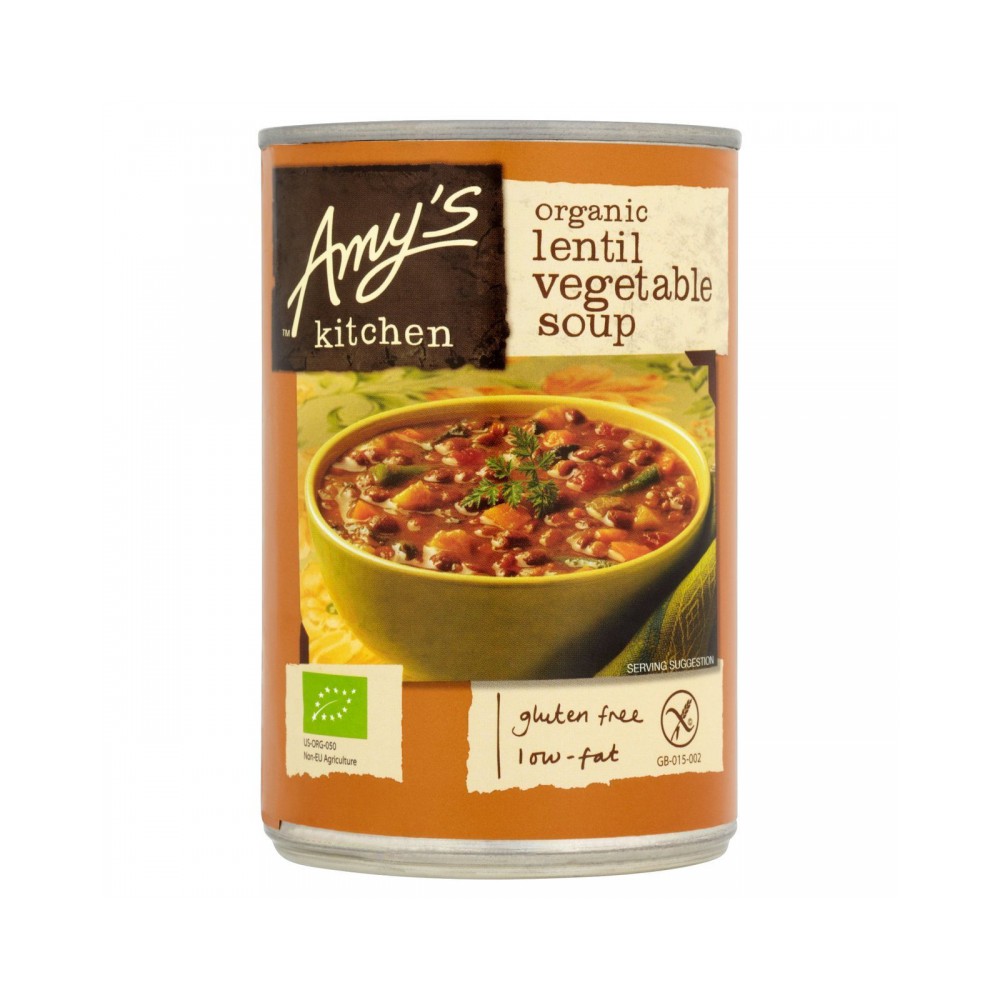 Amy's
™ kitchen
organic
lentil
vegetable
soup
SERVING SUGGESTION
US-ORG-050
Non-EU Agriculture
gluten free
low-fat
GB-015-002